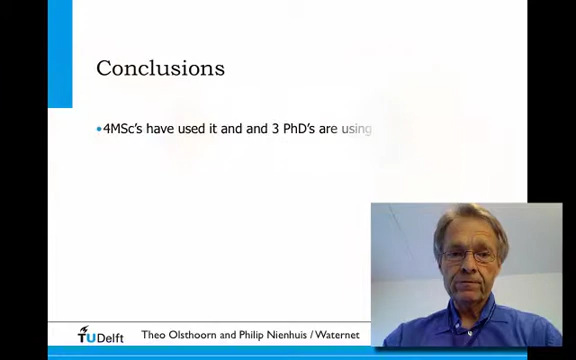 Conclusions
•4MSc's have used it and and 3 PhD's are using
TUDelft
Theo Olsthoorn and Philip Nienhuis / Waternet